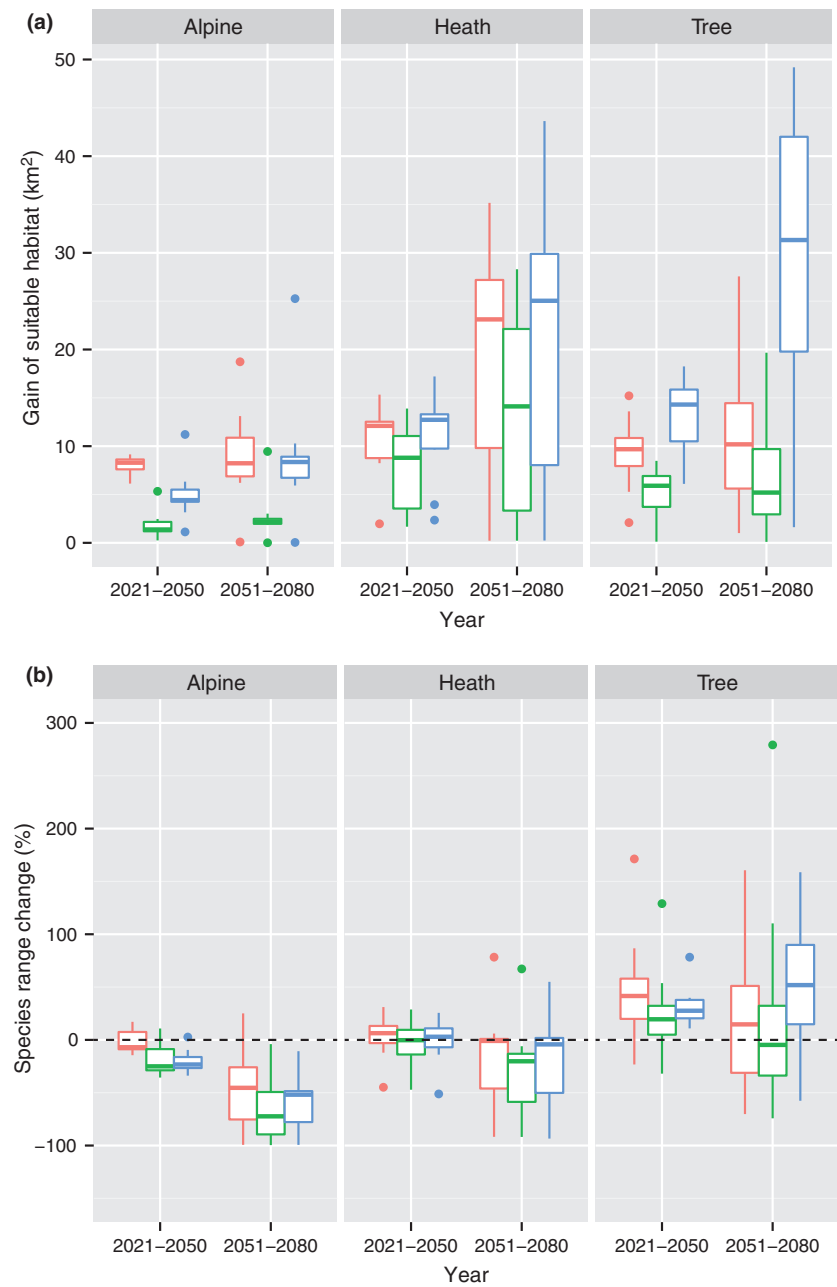 (a)
Alpine Heath Tree
Gain of suitable habitat (km²)
50
40
30
20
10
0
2021–2050 2051–2080 2021–2050 2051–2080 2021–2050 2051–2080
Year
(b)
Alpine Heath Tree
Species range change (%)
300
200
100
0
−100
2021–2050 2051–2080 2021–2050 2051–2080 2021–2050 2051–2080
Year